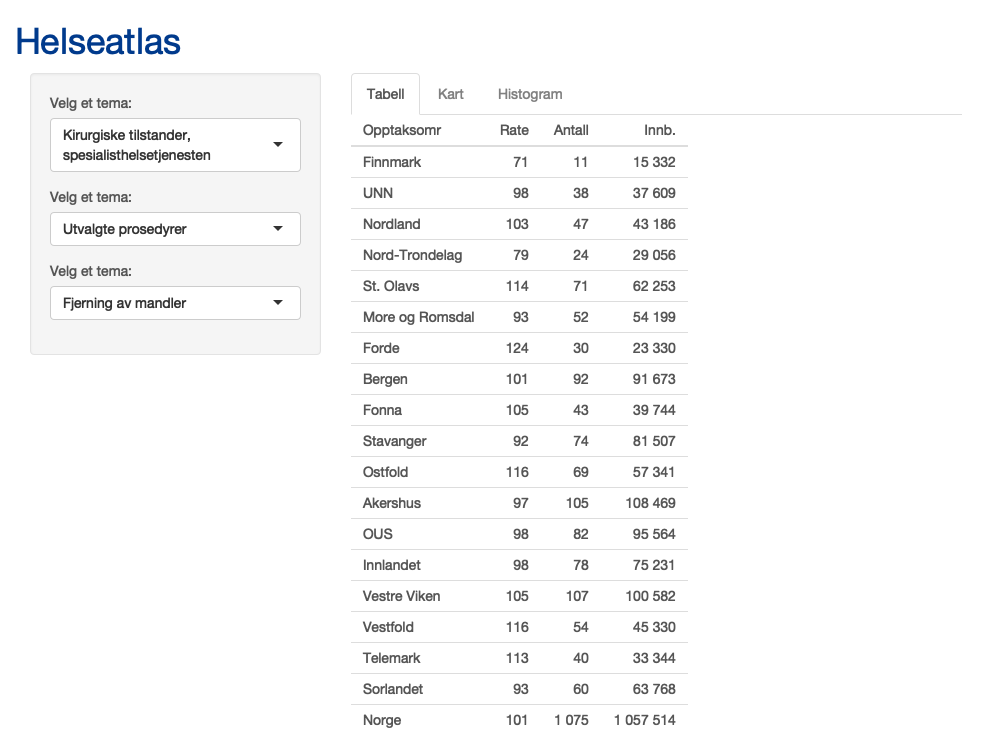 Helseatlas
Velg et tema:
Kirurgiske tilstander,
spesialisthelsetjenesten
Velg et tema:
Utvalgte prosedyrer
Velg et tema:
Fjerning av mandler
Tabell Kart Histogram
Opptaksomr Rate Antall Innb.
Finnmark 71 11 15 332
UNN 98 38 37 609
Nordland 103 47 43 186
Nord-Trondelag 79 24 29 056
St. Olavs 114 71 62 253
More og Romsdal 93 52 54 199
Forde 124 30 23 330
Bergen 101 92 91 673
Fonna 105 43 39 744
Stavanger 92 74 81 507
Ostfold 116 69 57 341
Akershus 97 105 108 469
OUS 98 82 95 564
Innlandet 98 78 75 231
Vestre Viken 105 107 100 582
Vestfold 116 54 45 330
Telemark 113 40 33 344
Sorlandet 93 60 63 768
Norge 101 1 075 1 057 514